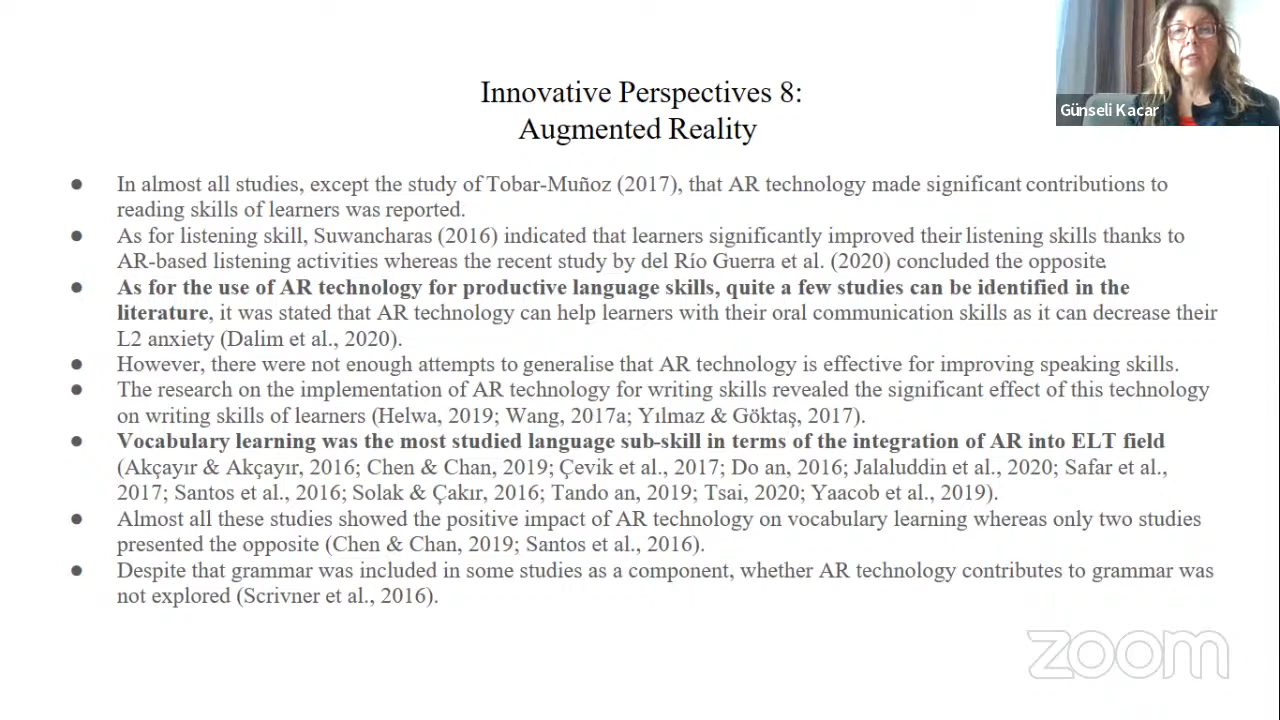 Innovative Perspectives 8:
Augmented Reality
Günseli Kacar
● In almost all studies, except the study of Tobar-Muñoz (2017), that AR technology made significant contributions to
reading skills of learners was reported.
● As for listening skill, Suwancharas (2016) indicated that learners significantly improved their listening skills thanks to
AR-based listening activities whereas the recent study by del Río Guerra et al. (2020) concluded the opposite.
● As for the use of AR technology for productive language skills, quite a few studies can be identified in the
literature, it was stated that AR technology can help learners with their oral communication skills as it can decrease their
L2 anxiety (Dalim et al., 2020).
● However, there were not enough attempts to generalise that AR technology is effective for improving speaking skills.
● The research on the implementation of AR technology for writing skills revealed the significant effect of this technology
on writing skills of learners (Helwa, 2019; Wang, 2017a; Yılmaz & Göktaş, 2017).
● Vocabulary learning was the most studied language sub-skill in terms of the integration of AR into ELT field
(Akçayır & Akçayır, 2016; Chen & Chan, 2019; Çevik et al., 2017; Do an, 2016; Jalaluddin et al., 2020; Safar et al.,
2017; Santos et al., 2016; Solak & Çakır, 2016; Tando an, 2019; Tsai, 2020; Yaacob et al., 2019).
● Almost all these studies showed the positive impact of AR technology on vocabulary learning whereas only two studies
presented the opposite (Chen & Chan, 2019; Santos et al., 2016).
● Despite that grammar was included in some studies as a component, whether AR technology contributes to grammar was
not explored (Scrivner et al., 2016).
zoom